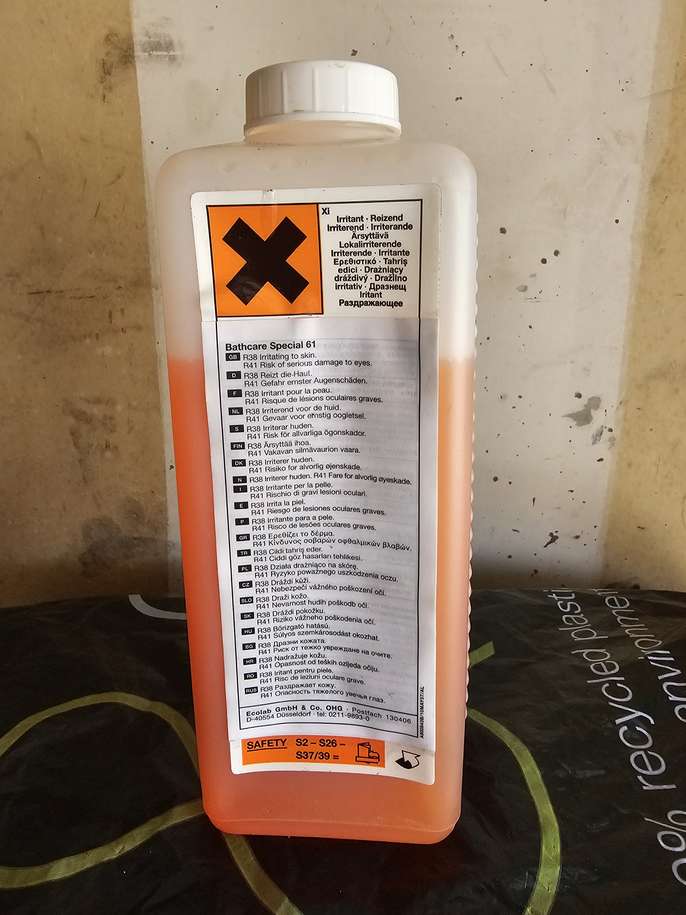 Xi
Irritant · Reizend
Irriterend · Irriterande
Ärsyttävä
Lokalirriterende
Irriterende · Irritante
Ερεθιστικό · Tahriş
edici · Drażniący
dráždivý · Dražilno
iritativ · Дразнещ
Iritant
Раздражающее
Bathcare Special 61
GB R38 Irritating to skin.
R41 Risk of serious damage to eyes.
D R38 Reizt die Haut.
R41 Gefahr ernster Augenschäden.
F R38 Irritant pour la peau.
R41 Risque de lésions oculaires graves.
NL R38 Irriterend voor de huid.
R41 Gevaar voor ernstig oogletsel.
S R38 Irriterar huden.
R41 Risk för allvarliga ögonskador.
FIN R38 Ärsyttää ihoa.
R41 Vakavan silmävaurion vaara.
DK R38 Irriterer huden.
R41 Risiko for alvorlig øjenskade.
N R38 Irriterer huden. R41 Fare for alvorlig øyeskade.
I R38 Irritante per la pelle.
R41 Rischio di gravi lesioni oculari.
E R38 Irrita la piel.
R41 Riesgo de lesiones oculares graves.
P R38 Irritante para a pele.
R41 Risco de lesões oculares graves.
GR R38 Ερεθίζει το δέρμα.
R41 Κίνδυνος σοβαρών οφθαλμικών βλαβών.
TR R38 Cildi tahriş eder.
R41 Ciddi göz hasarları tehlikesi.
PL R38 Działa drażniąco na skórę.
R41 Ryzyko poważnego uszkodzenia oczu.
CZ R38 Dráždí kůži.
R41 Nebezpečí vážného poškození očí.
SLO R38 Draži kožo.
R41 Nevarnost hudih poškodb oči.
SK R38 Dráždi pokožku.
R41 Riziko vážneho poškodenia očí.
HU R38 Bőrizgató hatású.
R41 Súlyos szemkárosodást okozhat.
BG R38 Дразни кожата.
R41 Риск от тежко увреждане на очите.
HR R38 Nadražuje kožu.
R41 Opasnost od teških ozljeda očiju.
RO R38 Iritant pentru piele.
R41 Risc de leziuni oculare grave.
RUS R38 Раздражает кожу.
R41 Опасность тяжелого увечья глаз.
Ecolab GmbH & Co. OHG · Postfach 130406
D-40554 Düsseldorf · tel: 0211-9893-0
SAFETY S2 – S26 –
S37/39 =
% recycled plast
environmen